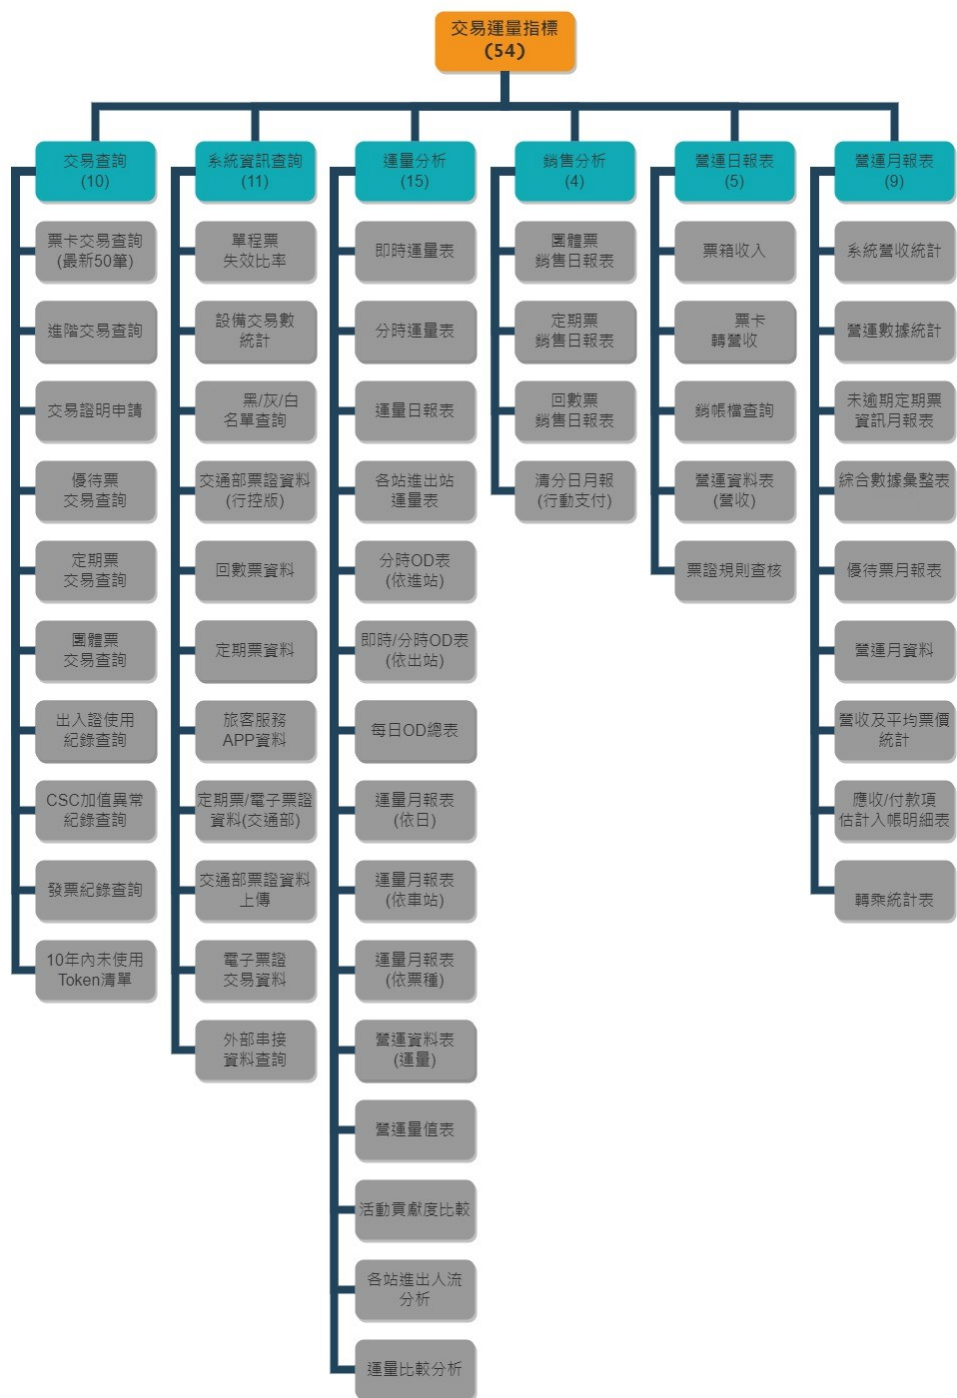 交易運量指標
(54)
交易查詢
(10)
票卡交易查詢
(最新50筆)
進階交易查詢
交易證明申請
優待票
交易查詢
定期票
交易查詢
團體票
交易查詢
出入證使用
紀錄查詢
CSC加值異常
紀錄查詢
發票紀錄查詢
10年內未使用
Token清單
系統資訊查詢
(11)
單程票
失效比率
設備交易數
統計
黑/灰/白
名單查詢
交通部票證資料
(行控版)
回數票資料
定期票資料
旅客服務
APP資料
定期票/電子票證
資料(交通部)
交通部票證資料
上傳
電子票證
交易資料
外部串接
資料查詢
運量分析
(15)
即時運量表
分時運量表
運量日報表
各站進出站
運量表
分時OD表
(依進站)
即時/分時OD表
(依出站)
每日OD總表
運量月報表
(依日)
運量月報表
(依車站)
運量月報表
(依票種)
營運資料表
(運量)
營運量值表
活動貢獻度比較
各站進出人流
分析
運量比較分析
銷售分析
(4)
團體票
銷售日報表
定期票
銷售日報表
回數票
銷售日報表
清分日月報
(行動支付)
營運日報表
(5)
票箱收入
票卡
轉營收
銷帳檔查詢
營運資料表
(營收)
票證規則查核
營運月報表
(9)
系統營收統計
營運數據統計
未逾期定期票
資訊月報表
綜合數據彙整表
優待票月報表
營運月資料
營收及平均票價
統計
應收/付款項
估計入帳明細表
轉乘統計表